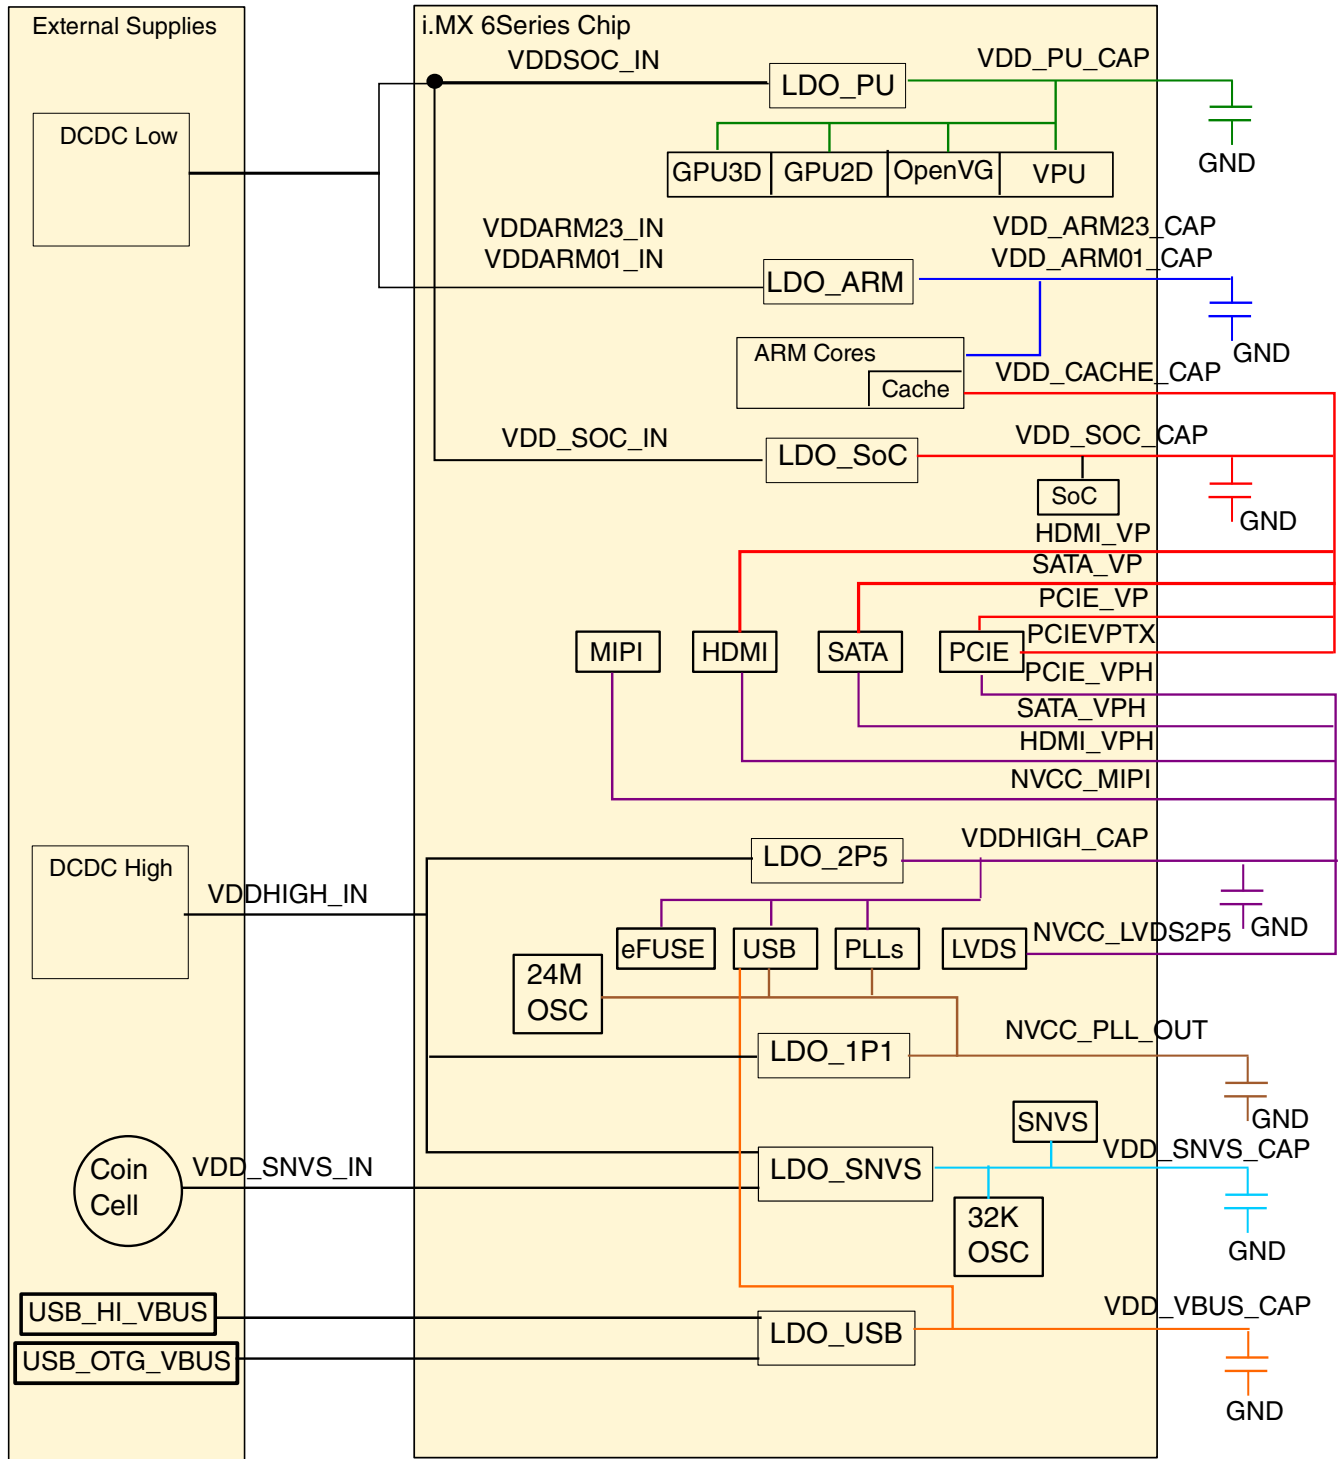 External Supplies
i.MX 6Series Chip
VDDSOC_IN
VDD_PU_CAP
LDO_PU
DCDC Low
GND
GPU3D
GPU2D
OpenVG
VPU
VDDARM23_IN
VDD_ARM23_CAP
VDDARM01_IN
VDD_ARM01_CAP
LDO_ARM
GND
ARM Cores
VDD_CACHE_CAP
Cache
VDD_SOC_IN
VDD_SOC_CAP
LDO_SoC
SoC
GND
HDMI_VP
SATA_VP
PCIE_VP
PCIEVPTX
MIPI
HDMI
SATA
PCIE
PCIE_VPH
SATA_VPH
HDMI_VPH
NVCC_MIPI
VDDHIGH_CAP
LDO_2P5
DCDC High
VDDHIGH_IN
GND
NVCC_LVDS2P5
eFUSE
USB
PLLs
LVDS
24M
OSC
NVCC_PLL_OUT
LDO_1P1
GND
SNVS
VDD_SNVS_CAP
Coin
Cell
VDD_SNVS_IN
LDO_SNVS
32K
OSC
GND
USB_HI_VBUS
VDD_VBUS_CAP
LDO_USB
USB_OTG_VBUS
GND